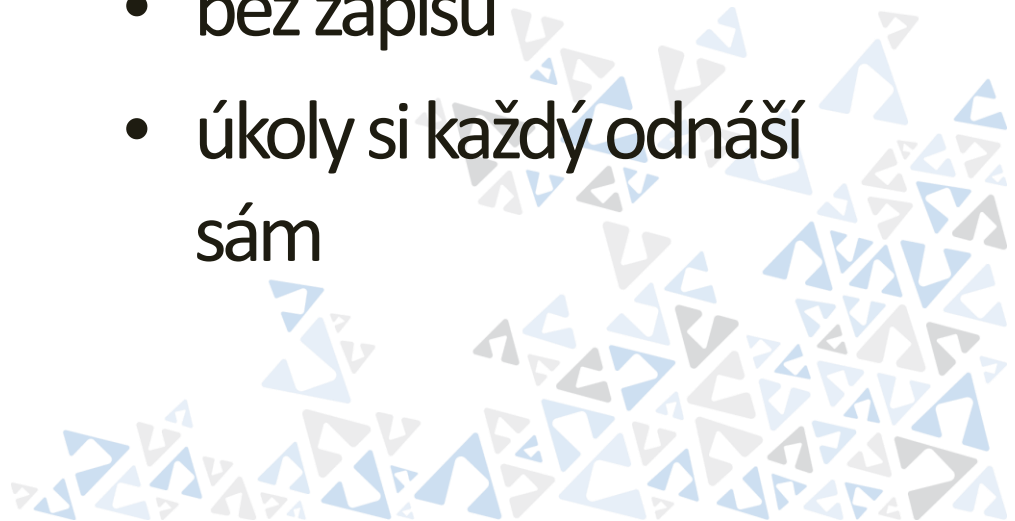 bez zápisu
• úkoly si každý odnáší
sám